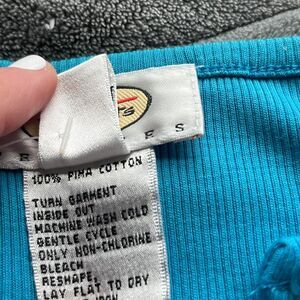 S
100% PIMA COTTON
TURN GARMENT
INSIDE OUT
MACHINE WASH COLD
GENTLE CYCLE
ONLY NON-CHLORINE
BLEACH
RESHAPE,
LAY FLAT TO DRY